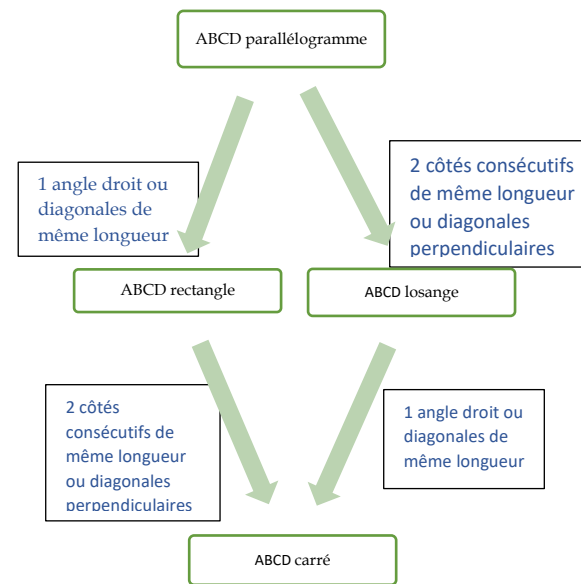 ABCD parallélogramme
1 angle droit ou
diagonales de
même longueur
2 côtés consécutifs
de même longueur
ou diagonales
perpendiculaires
ABCD rectangle
ABCD losange
2 côtés
consécutifs de
même longueur
ou diagonales
perpendiculaires
1 angle droit ou
diagonales de
même longueur
ABCD carré